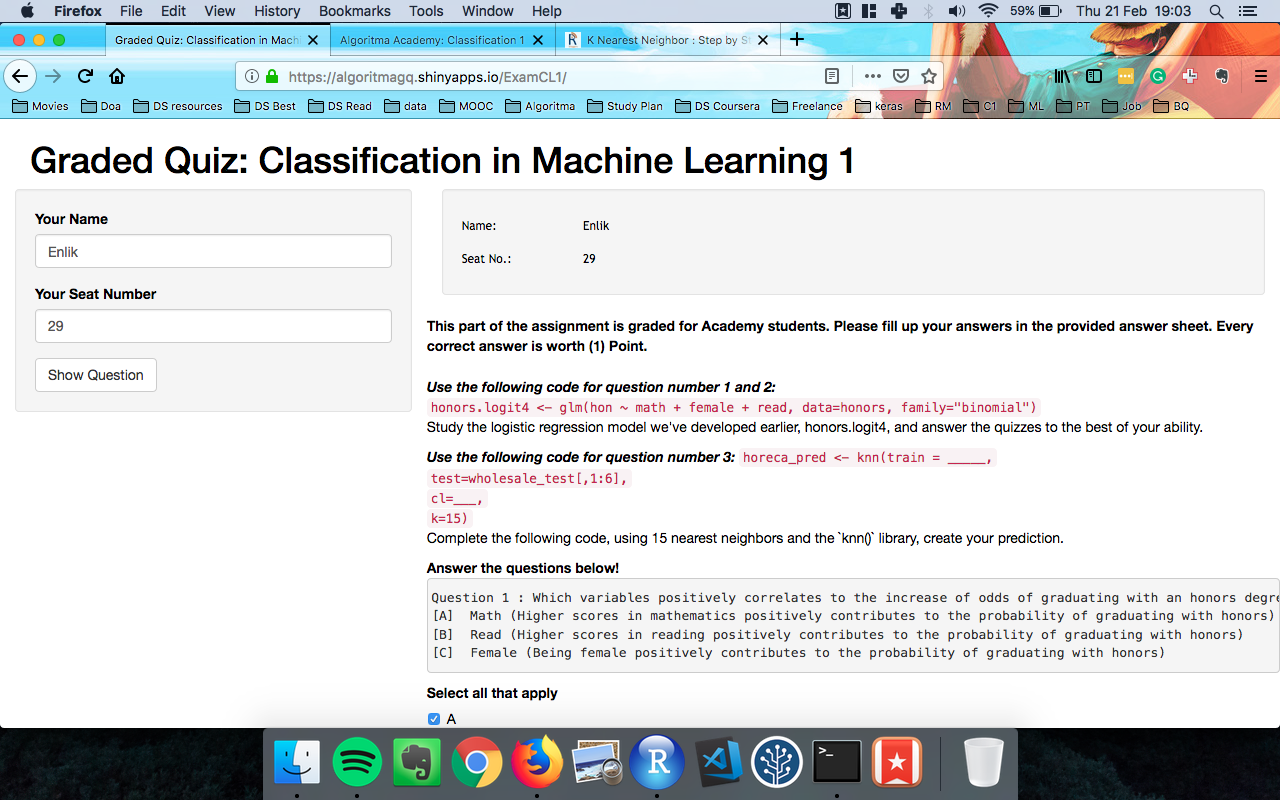 Firefox File Edit View History Bookmarks Tools Window Help 59% Thu 21 Feb 19:03
Graded Quiz: Classification in Mach Algoritma Academy: Classification 1 K Nearest Neighbor : Step by S
https://algoritmagq.shinyapps.io/ExamCL1/
Movies Doa DS resources DS Best DS Read data MOOC Algoritma Study Plan DS Coursera Freelance keras RM C1 ML PT Job BQ
Graded Quiz: Classification in Machine Learning 1
Your Name
Enlik
Your Seat Number
29
Show Question
Name: Enlik
Seat No.: 29
This part of the assignment is graded for Academy students. Please fill up your answers in the provided answer sheet. Every
correct answer is worth (1) Point.
Use the following code for question number 1 and 2:
honors.logit4 <- glm(hon ~ math + female + read, data=honors, family="binomial")
Study the logistic regression model we've developed earlier, honors.logit4, and answer the quizzes to the best of your ability.
Use the following code for question number 3: horeca_pred <- knn(train = _____,
test=wholesale_test[,1:6],
cl=___,
k=15)
Complete the following code, using 15 nearest neighbors and the `knn()` library, create your prediction.
Answer the questions below!
Question 1 : Which variables positively correlates to the increase of odds of graduating with an honors degre
[A] Math (Higher scores in mathematics positively contributes to the probability of graduating with honors)
[B] Read (Higher scores in reading positively contributes to the probability of graduating with honors)
[C] Female (Being female positively contributes to the probability of graduating with honors)
Select all that apply
A
R
>_